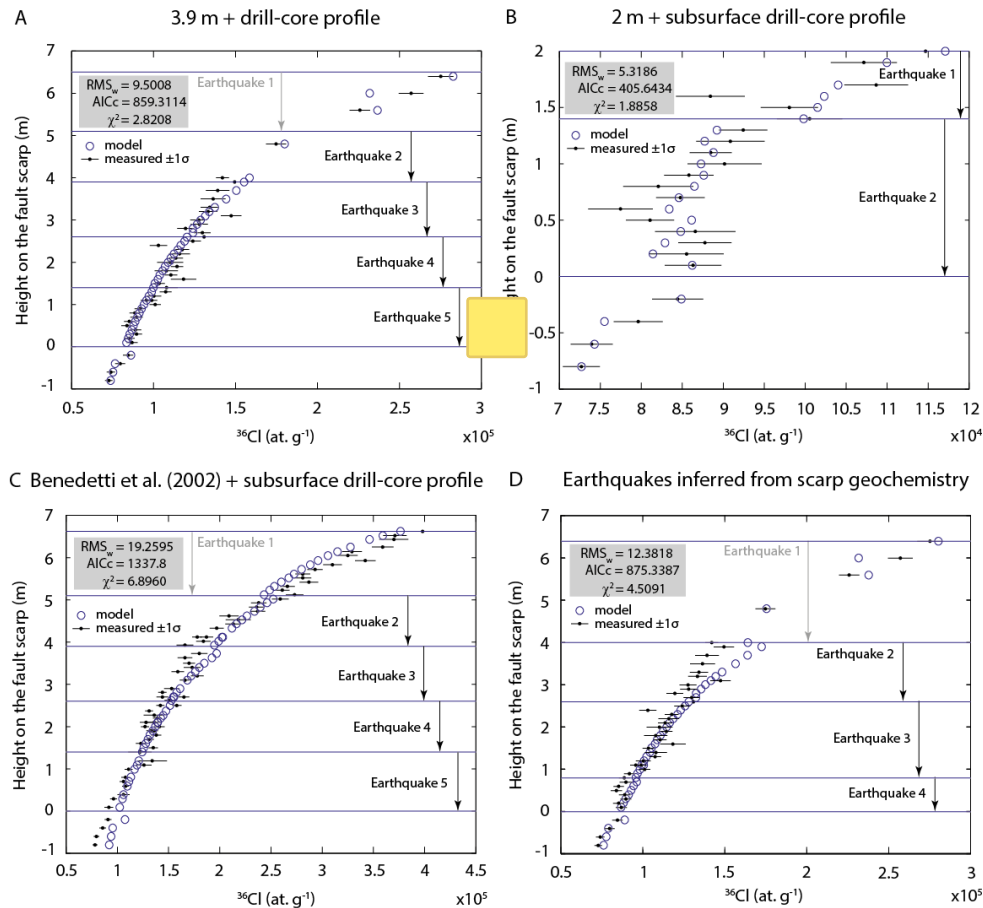 A
3.9 m + drill-core profile
7
6
5
4
3
2
1
0
-1
Height on the fault scarp (m)
RMSw = 9.5008
AICc = 859.3114
χ² = 2.8208
model
measured ±1σ
Earthquake 1
Earthquake 2
Earthquake 3
Earthquake 4
Earthquake 5
0.5 1 1.5 2 2.5 3
³⁶Cl (at. g⁻¹)
x10⁵
B
2 m + subsurface drill-core profile
2
1.5
1
0.5
0
-0.5
-1
on the fault scarp (m)
RMSw = 5.3186
AICc = 405.6434
χ² = 1.8858
model
measured ±1σ
Earthquake 1
Earthquake 2
7 7.5 8 8.5 9 9.5 10 10.5 11 11.5 12
³⁶Cl (at. g⁻¹)
x10⁴
C Benedetti et al. (2002) + subsurface drill-core profile
7
6
5
4
3
2
1
0
-1
Height on the fault scarp (m)
RMSw = 19.2595
AICc = 1337.8
χ² = 6.8960
model
measured ±1σ
Earthquake 1
Earthquake 2
Earthquake 3
Earthquake 4
Earthquake 5
0.5 1 1.5 2 2.5 3 3.5 4 4.5
³⁶Cl (at. g⁻¹)
x10⁵
D
Earthquakes inferred from scarp geochemistry
7
6
5
4
3
2
1
0
-1
Height on the fault scarp (m)
RMSw = 12.3818
AICc = 875.3387
χ² = 4.5091
model
measured ±1σ
Earthquake 1
Earthquake 2
Earthquake 3
Earthquake 4
0.5 1 1.5 2 2.5 3
³⁶Cl (at. g⁻¹)
x10⁵